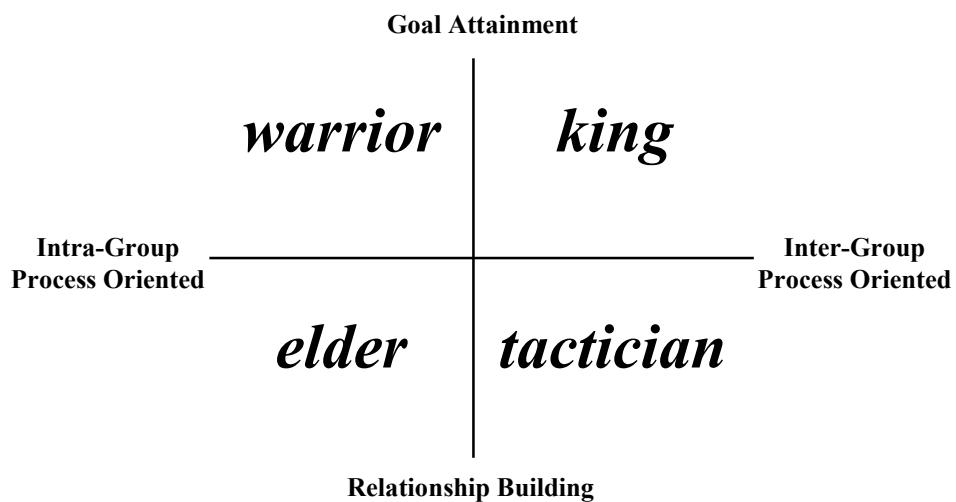 Goal Attainment
warrior
king
Intra-Group
Process Oriented
Inter-Group
Process Oriented
elder
tactician
Relationship Building